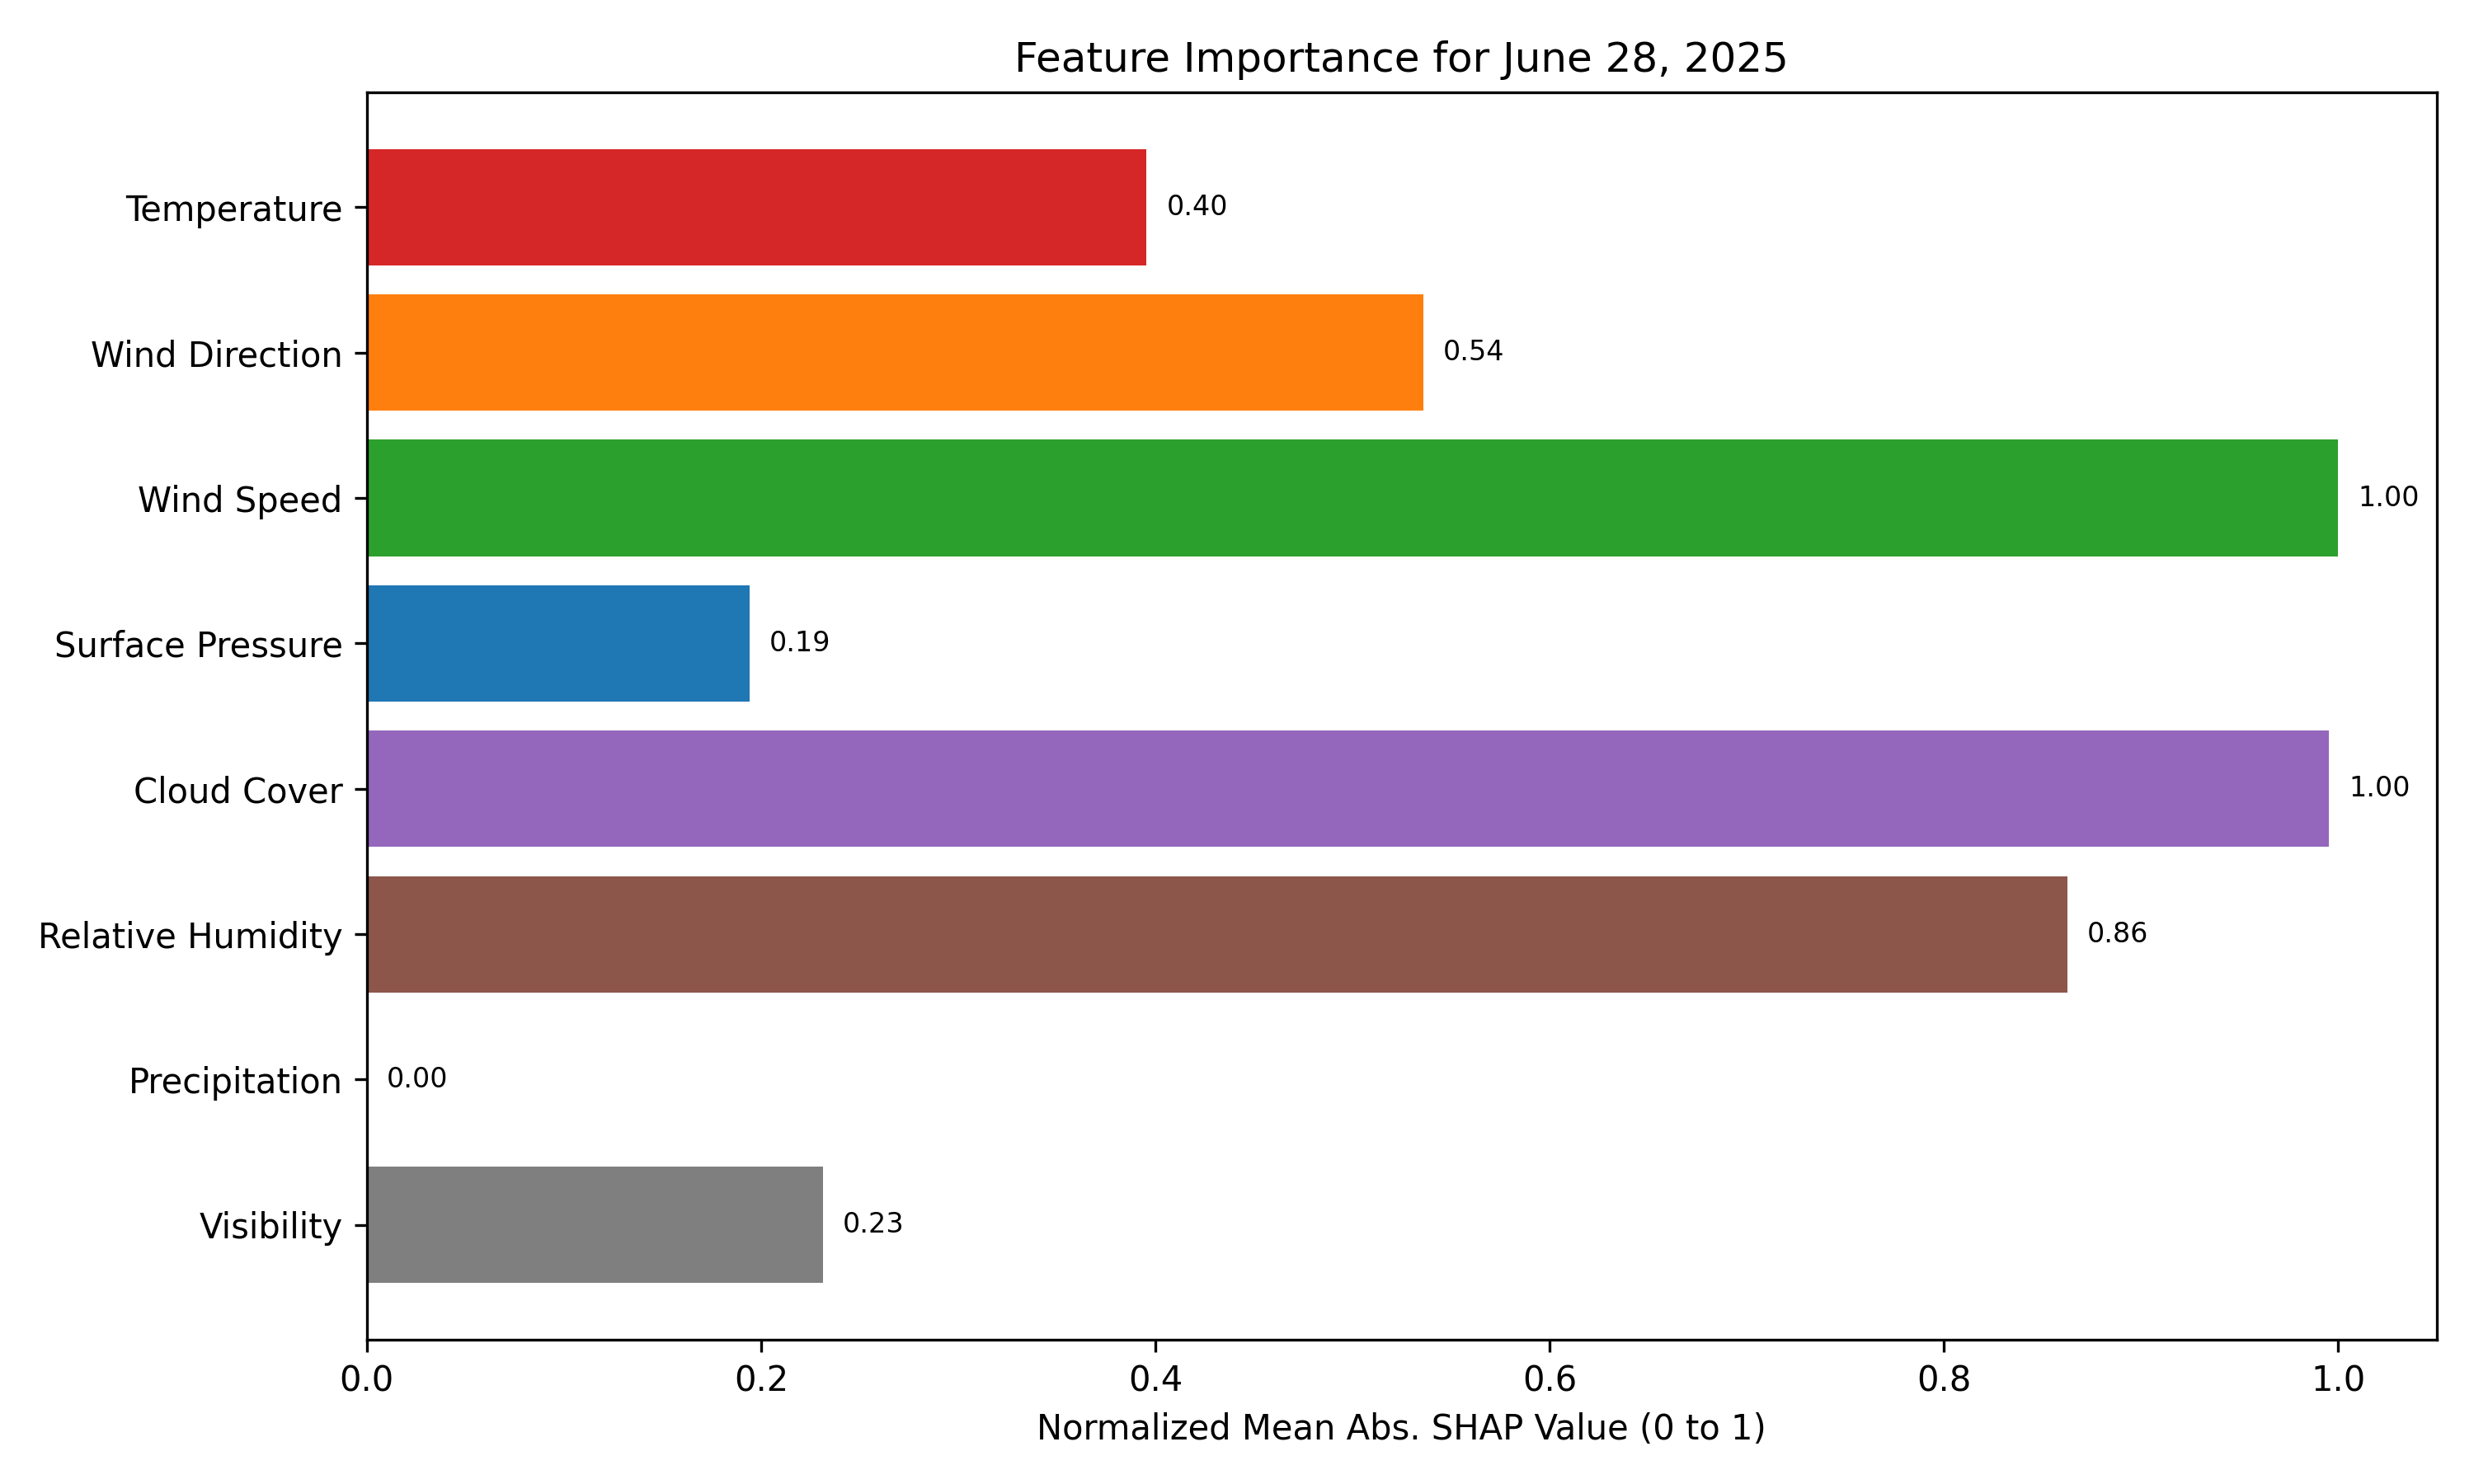 Feature Importance for June 28, 2025
Temperature 0.40
Wind Direction 0.54
Wind Speed 1.00
Surface Pressure 0.19
Cloud Cover 1.00
Relative Humidity 0.86
Precipitation 0.00
Visibility 0.23
0.0 0.2 0.4 0.6 0.8 1.0
Normalized Mean Abs. SHAP Value (0 to 1)